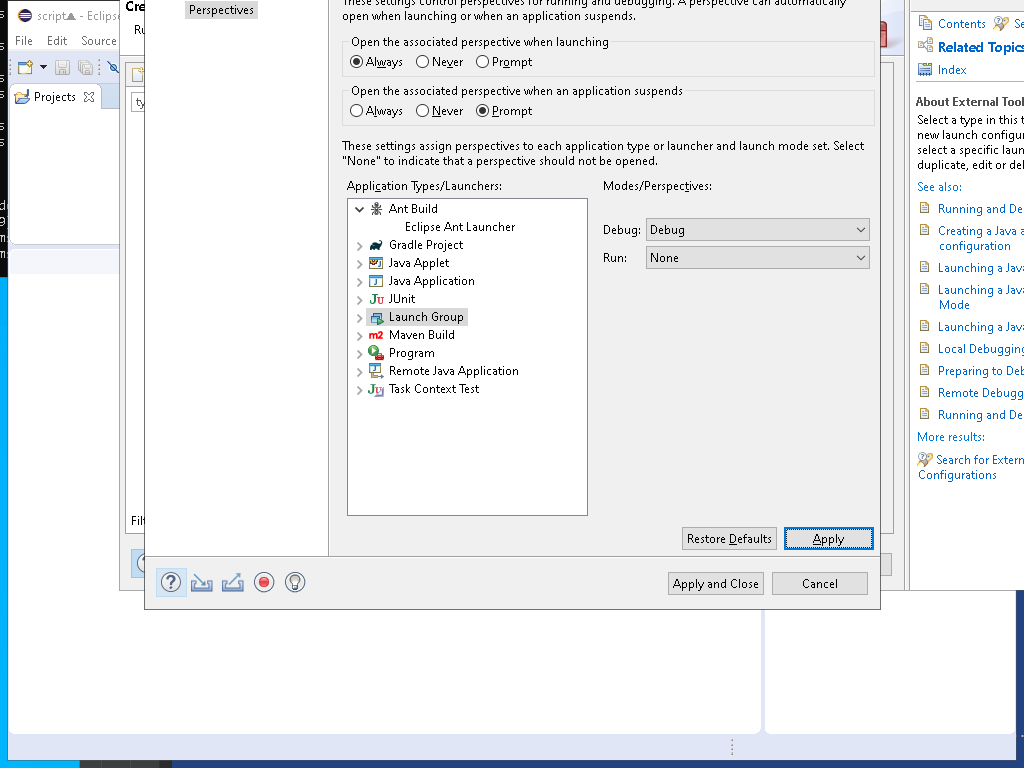 script - Eclipse
File Edit Source
Projects
Perspectives
These settings control perspectives for running and debugging. A perspective can automatically
open when launching or when an application suspends.
Open the associated perspective when launching
Always Never Prompt
Open the associated perspective when an application suspends
Always Never Prompt
These settings assign perspectives to each application type or launcher and launch mode set. Select
"None" to indicate that a perspective should not be opened.
Application Types/Launchers:
Modes/Perspectives:
Ant Build
Eclipse Ant Launcher
Gradle Project
Java Applet
Java Application
JUnit
Launch Group
Maven Build
Program
Remote Java Application
Task Context Test
Debug: Debug
Run: None
Restore Defaults Apply
Apply and Close Cancel
Contents
Related Topics
Index
About External Tool
Select a type in this
new launch configu
select a specific laun
duplicate, edit or de
See also:
Running and De
Creating a Java a
configuration
Launching a Java
Launching a Java
Mode
Launching a Java
Local Debugging
Preparing to Deb
Remote Debugg
Running and De
More results:
Search for Extern
Configurations